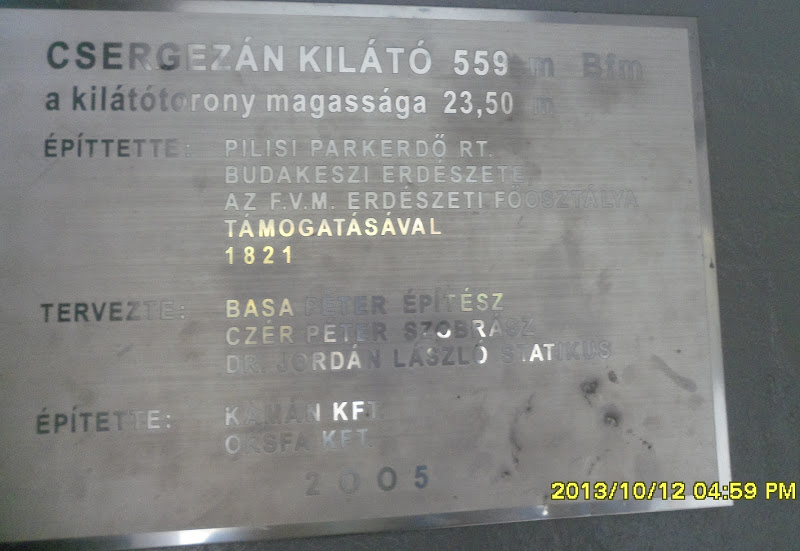 CSERGEZÁN KILÁTÓ 559 m Bfm
a kilátótorony magassága 23,50 m
ÉPÍTTETTE: PILISI PARKERDŐ RT.
BUDAKESZI ERDÉSZETE,
AZ F.V.M. ERDÉSZETI FŐOSZTÁLYA
TÁMOGATÁSÁVAL
1821
TERVEZTE: BASA PÉTER ÉPÍTÉSZ
CZÉR PÉTER SZOBRÁSZ
DR. JORDÁN LÁSZLÓ STATIKUS
ÉPÍTETTE: KAMÁN KFT.
ORSFA KFT.
2005
2013/10/12 04:59 PM